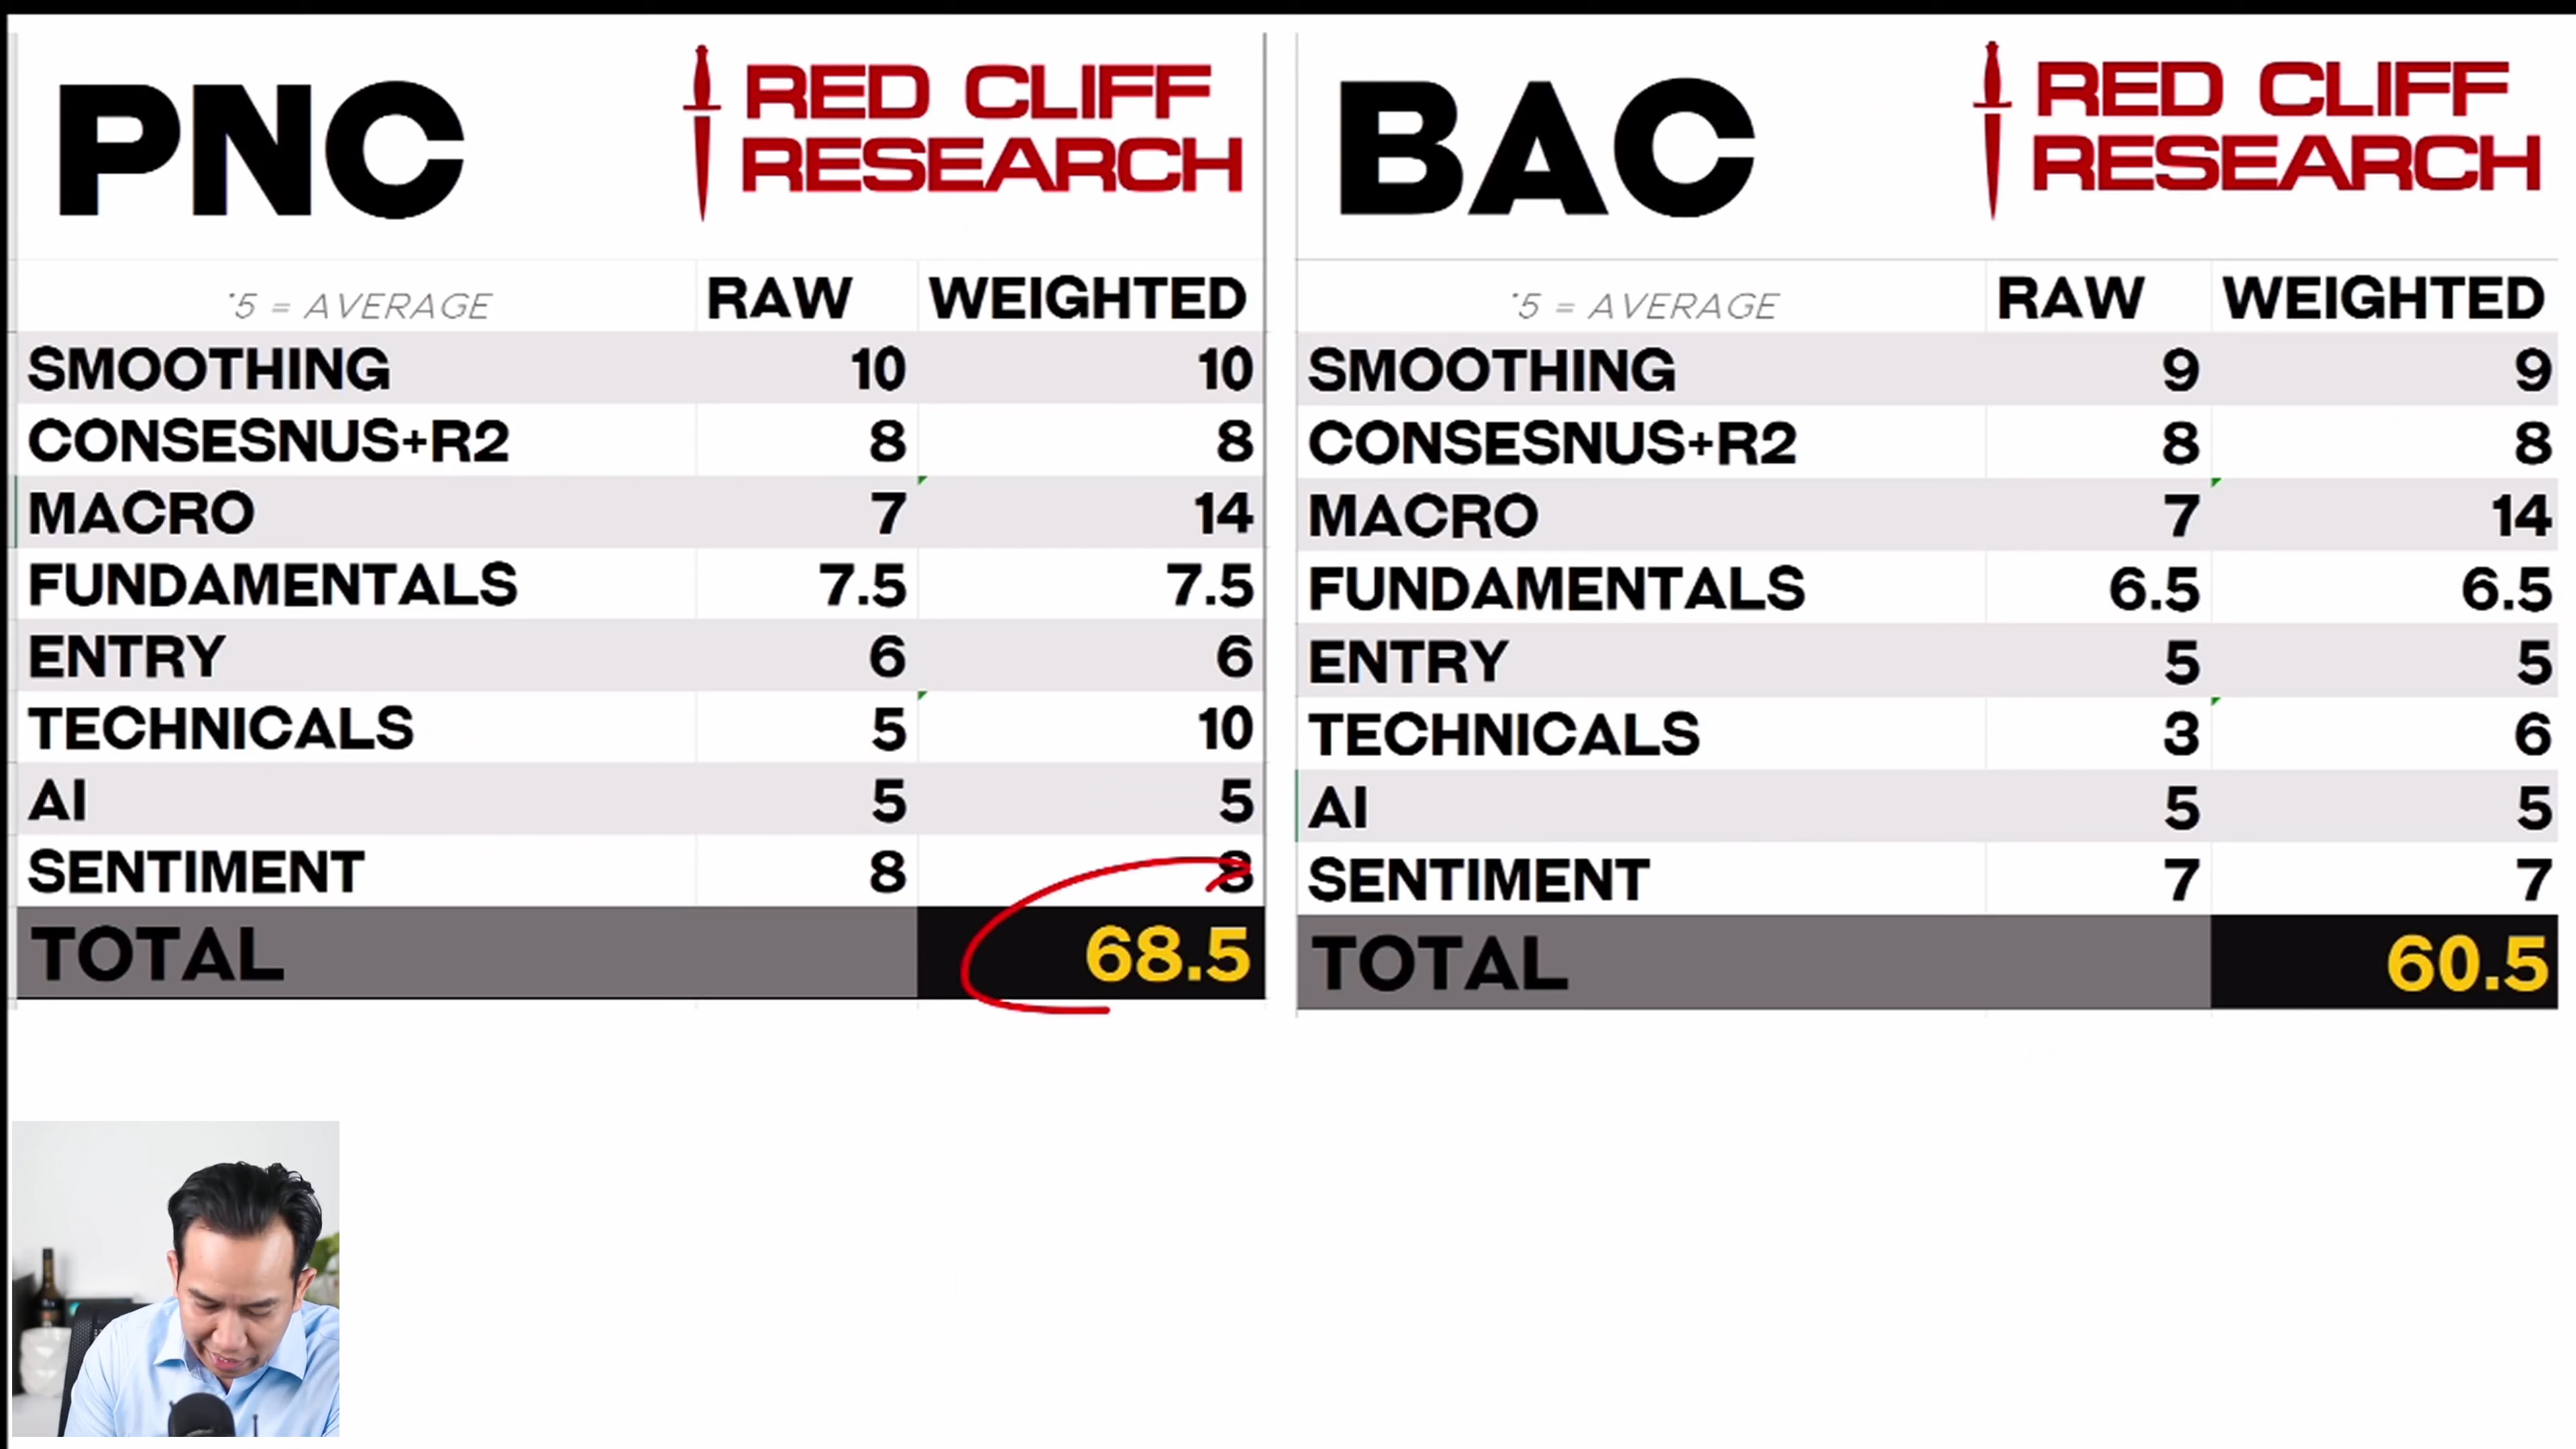 PNC
RED CLIFF
RESEARCH
*5 = AVERAGE RAW WEIGHTED
SMOOTHING 10 10
CONSESNUS+R2 8 8
MACRO 7 14
FUNDAMENTALS 7.5 7.5
ENTRY 6 6
TECHNICALS 5 10
AI 5 5
SENTIMENT 8 8
TOTAL 68.5
BAC
RED CLIFF
RESEARCH
*5 = AVERAGE RAW WEIGHTED
SMOOTHING 9 9
CONSESNUS+R2 8 8
MACRO 7 14
FUNDAMENTALS 6.5 6.5
ENTRY 5 5
TECHNICALS 3 6
AI 5 5
SENTIMENT 7 7
TOTAL 60.5